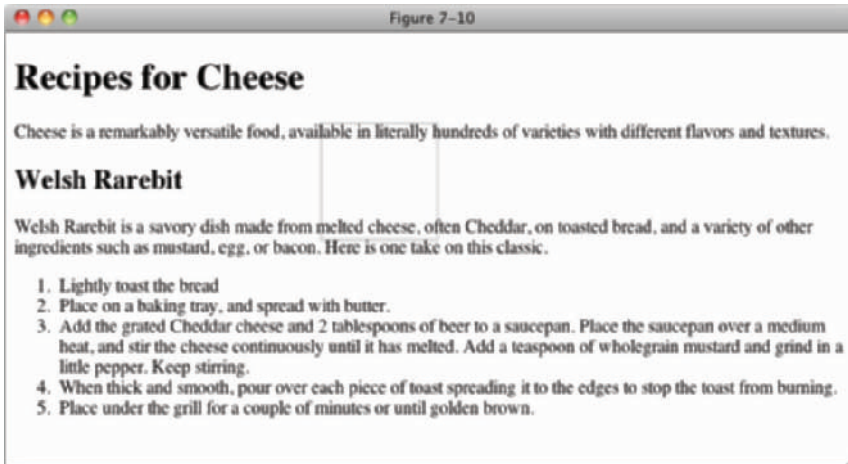 Figure 7-10
Recipes for Cheese
Cheese is a remarkably versatile food, available in literally hundreds of varieties with different flavors and textures.
Welsh Rarebit
Welsh Rarebit is a savory dish made from melted cheese, often Cheddar, on toasted bread, and a variety of other
ingredients such as mustard, egg, or bacon. Here is one take on this classic.
1. Lightly toast the bread
2. Place on a baking tray, and spread with butter.
3. Add the grated Cheddar cheese and 2 tablespoons of beer to a saucepan. Place the saucepan over a medium
heat, and stir the cheese continuously until it has melted. Add a teaspoon of wholegrain mustard and grind in a
little pepper. Keep stirring.
4. When thick and smooth, pour over each piece of toast spreading it to the edges to stop the toast from burning.
5. Place under the grill for a couple of minutes or until golden brown.